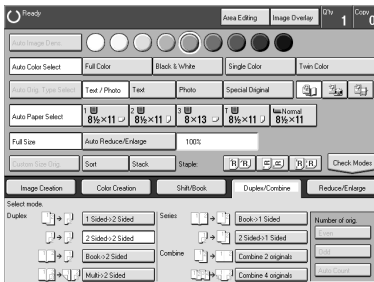 Ready
Area Editing Image Overlay Q'ty 1 Copy 0
Auto Image Dens
Auto Color Select Full Color Black & White Single Color Twin Color
Auto Orig. Type Select Text / Photo Text Photo Special Original
Auto Paper Select 1 8½×11 2 8½×11 3 8×13 T 8½×11 Normal 8½×11
Full Size Auto Reduce/Enlarge 100%
Custom Size Orig. Sort Stack Staple: Check Modes
Image Creation Color Creation Shift/Book Duplex/Combine Reduce/Enlarge
Select mode.
Duplex 1 Sided->2 Sided Series Book->1 Sided Number of orig.
2 Sided->2 Sided 2 Sided->1 Sided Even
Book->2 Sided Combine Combine 2 originals Odd
Multi->2 Sided Combine 4 originals Auto Count